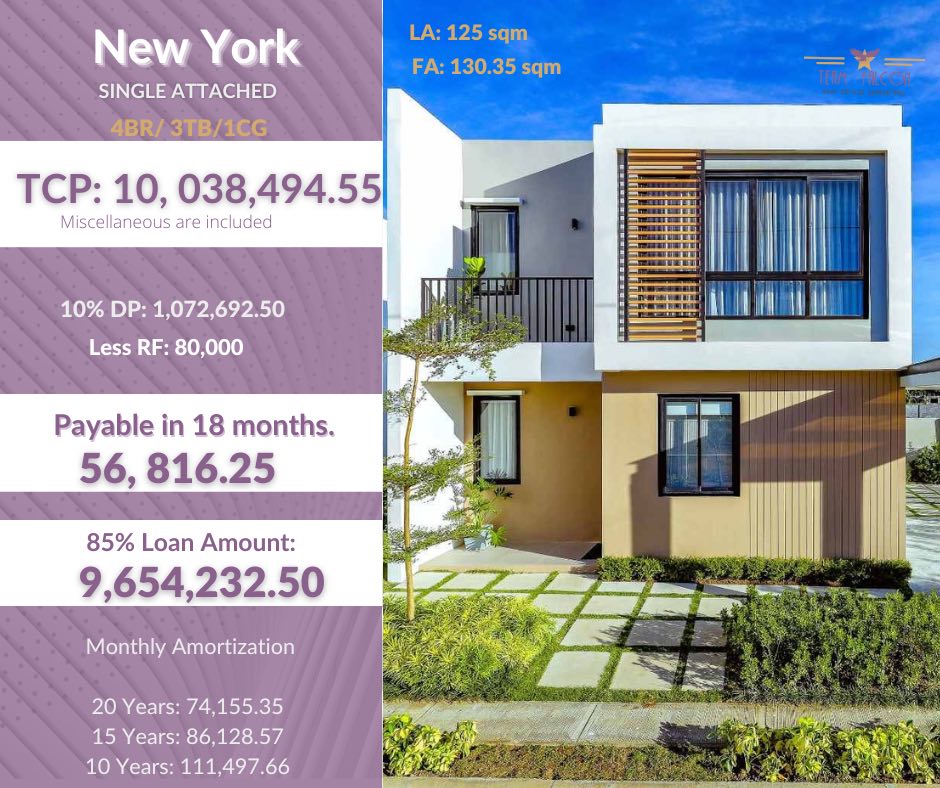 New York
SINGLE ATTACHED
4BR/ 3TB/1CG
TCP: 10, 038,494.55
Miscellaneous are included
10% DP: 1,072,692.50
Less RF: 80,000
Payable in 18 months.
56, 816.25
85% Loan Amount:
9,654,232.50
Monthly Amortization
20 Years: 74,155.35
15 Years: 86,128.57
10 Years: 111,497.66
LA: 125 sqm
FA: 130.35 sqm
TEAM FALCON